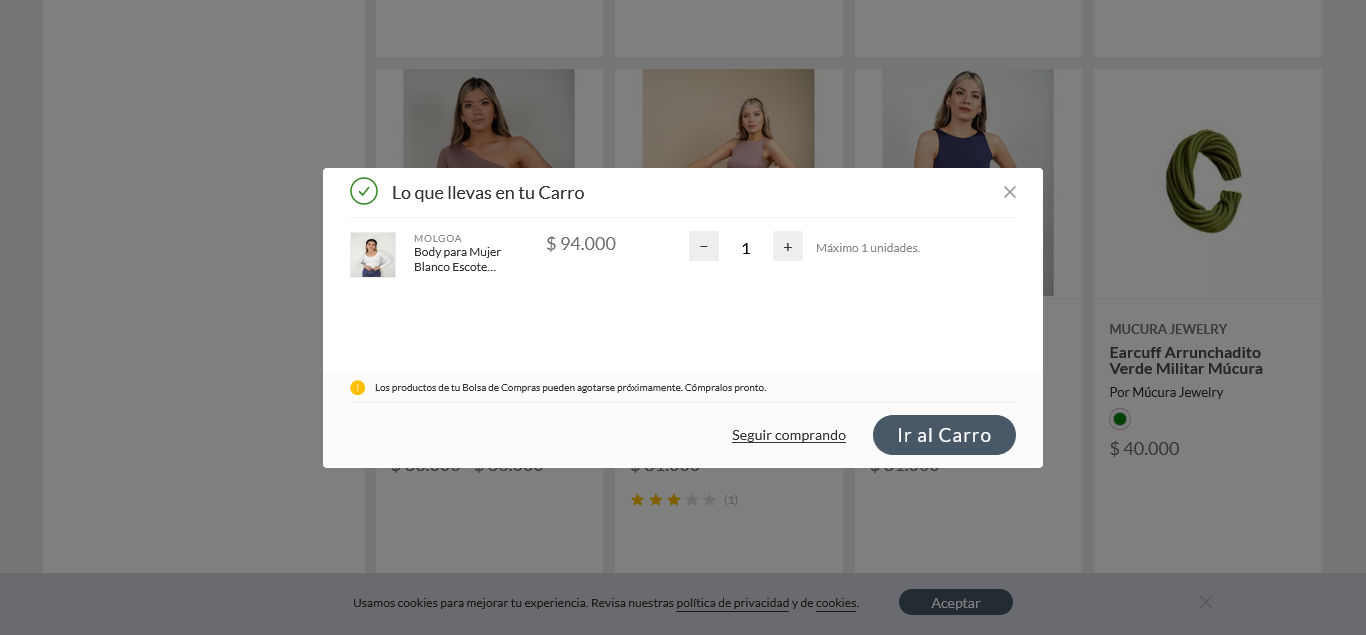 Lo que llevas en tu Carro
MOLGOA
Body para Mujer
Blanco Escote...
$ 94.000
−
1
+
Máximo 1 unidades.
Los productos de tu Bolsa de Compras pueden agotarse próximamente. Cómpralos pronto.
Seguir comprando
Ir al Carro
MUCURA JEWELRY
Earcuff Arrunchadito
Verde Militar Múcura
Por Múcura Jewelry
$ 40.000
(1)
Usamos cookies para mejorar tu experiencia. Revisa nuestras política de privacidad y de cookies.
Aceptar